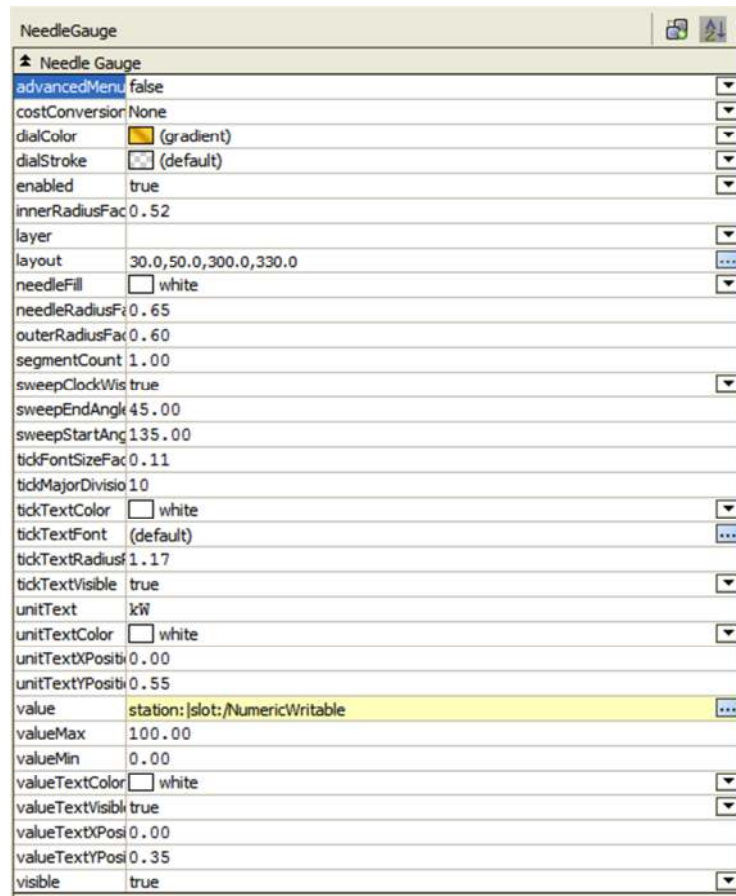 NeedleGauge
Needle Gauge
advancedMenu false
costConversior None
dialColor (gradient)
dialStroke (default)
enabled true
innerRadiusFac 0.52
layer
layout 30.0,50.0,300.0,330.0
needleFill white
needleRadiusFa 0.65
outerRadiusFac 0.60
segmentCount 1.00
sweepClockWis true
sweepEndAngle 45.00
sweepStartAng 135.00
tickFontSizeFac 0.11
tickMajorDivisio 10
tickTextColor white
tickTextFont (default)
tickTextRadiusF 1.17
tickTextVisible true
unitText kW
unitTextColor white
unitTextXPositi 0.00
unitTextYPositi 0.55
value station:|slot:/NumericWritable
valueMax 100.00
valueMin 0.00
valueTextColor white
valueTextVisibl true
valueTextXPosi 0.00
valueTextYPosi 0.35
visible true